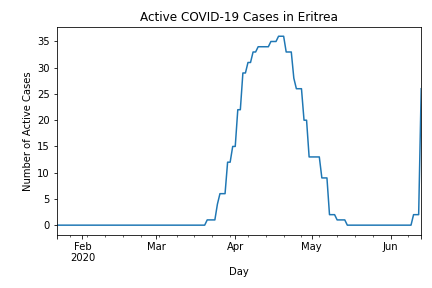 Active COVID-19 Cases in Eritrea
Number of Active Cases
35
30
25
20
15
10
5
0
Feb
2020
Mar
Apr
May
Jun
Day